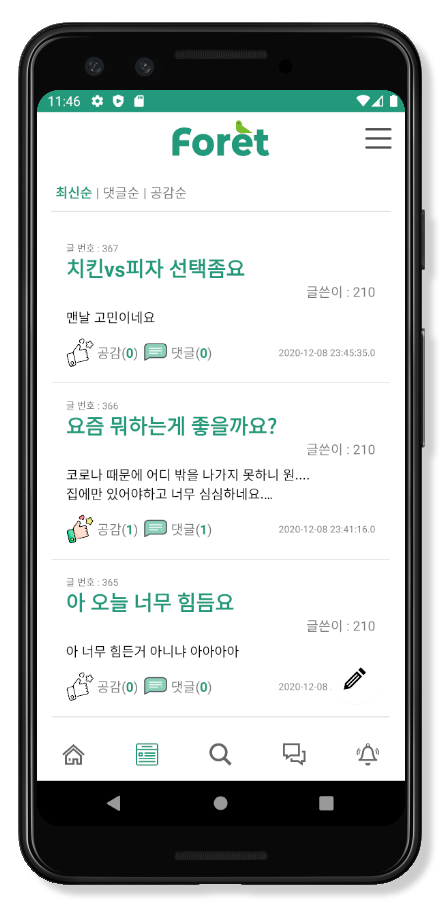 11:46
Forêt
최신순 | 댓글순 | 공감순
글 번호 : 367
치킨vs피자 선택좀요
글쓴이 : 210
맨날 고민이네요
공감(0) 댓글(0) 2020-12-08 23:45:35.0
글 번호 : 366
요즘 뭐하는게 좋을까요?
글쓴이 : 210
코로나 때문에 어디 밖을 나가지 못하니 원....
집에만 있어야하고 너무 심심하네요....
공감(1) 댓글(1) 2020-12-08 23:41:16.0
글 번호 : 365
아 오늘 너무 힘듬요
글쓴이 : 210
아 너무 힘든거 아니냐 아아아아
공감(0) 댓글(0) 2020-12-08